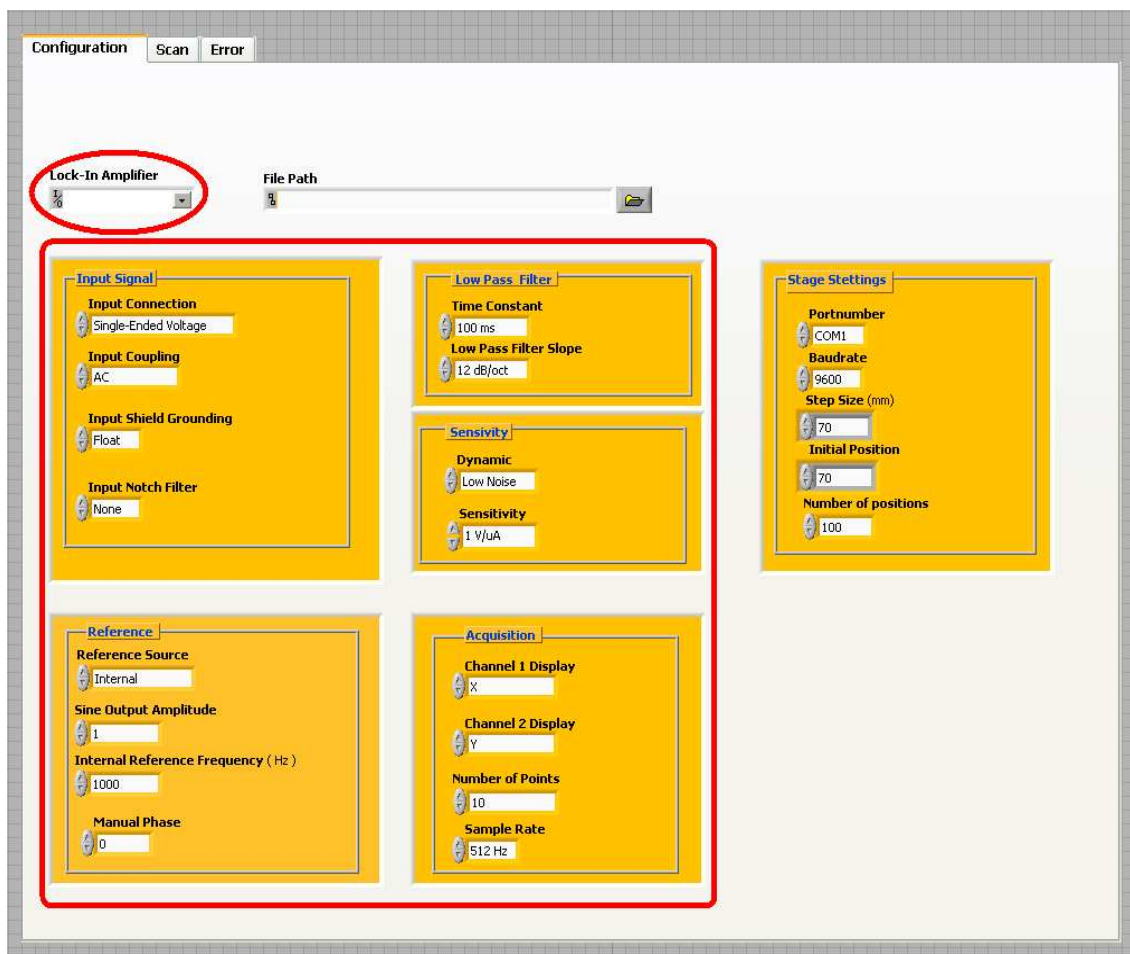 Configuration Scan Error
Lock-In Amplifier
File Path
Input Signal
Input Connection
Single-Ended Voltage
Input Coupling
AC
Input Shield Grounding
Float
Input Notch Filter
None
Low Pass Filter
Time Constant
100 ms
Low Pass Filter Slope
12 dB/oct
Sensivity
Dynamic
Low Noise
Sensitivity
1 V/uA
Stage Stettings
Portnumber
COM1
Baudrate
9600
Step Size (mm)
70
Initial Position
70
Number of positions
100
Reference
Reference Source
Internal
Sine Output Amplitude
1
Internal Reference Frequency ( Hz )
1000
Manual Phase
0
Acquisition
Channel 1 Display
X
Channel 2 Display
Y
Number of Points
10
Sample Rate
512 Hz